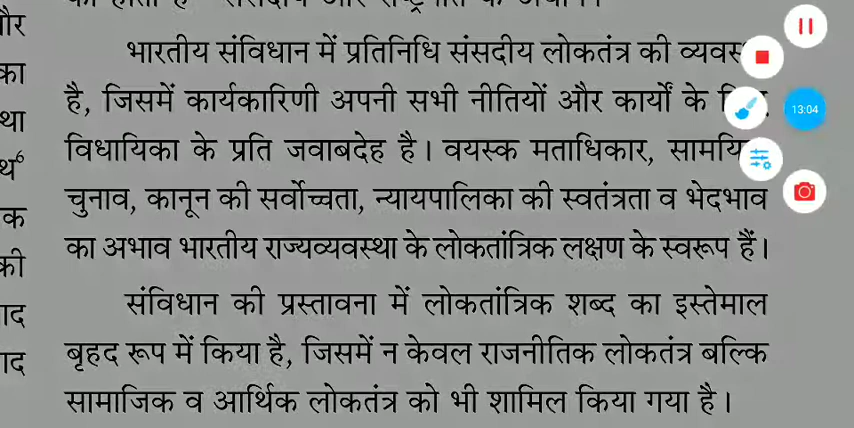 भारतीय संविधान में प्रतिनिधि संसदीय लोकतंत्र की
है, जिसमें कार्यकारिणी अपनी सभी नीतियों और कार्यों के
विधायिका के प्रति जवाबदेह है। वयस्क मताधिकार,
चुनाव, कानून की सर्वोच्चता, न्यायपालिका की स्वतंत्रता व भेदभाव
का अभाव भारतीय राज्यव्यवस्था के लोकतांत्रिक लक्षण के स्वरूप हैं।
संविधान की प्रस्तावना में लोकतांत्रिक शब्द का इस्तेमाल
बृहद रूप में किया है, जिसमें न केवल राजनीतिक लोकतंत्र बल्कि
सामाजिक व आर्थिक लोकतंत्र को भी शामिल किया गया है।
13:04